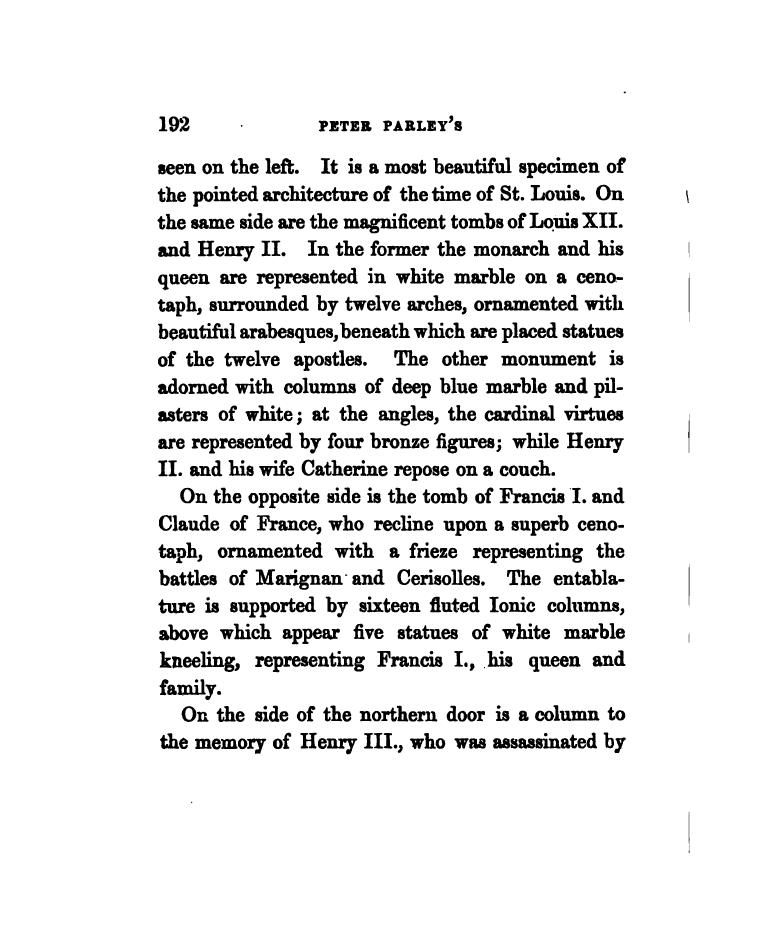 192 PETER PARLEY'S
seen on the left. It is a most beautiful specimen of
the pointed architecture of the time of St. Louis. On
the same side are the magnificent tombs of Louis XII.
and Henry II. In the former the monarch and his
queen are represented in white marble on a ceno-
taph, surrounded by twelve arches, ornamented with
beautiful arabesques, beneath which are placed statues
of the twelve apostles. The other monument is
adorned with columns of deep blue marble and pil-
asters of white; at the angles, the cardinal virtues
are represented by four bronze figures; while Henry
II. and his wife Catherine repose on a couch.
On the opposite side is the tomb of Francis I. and
Claude of France, who recline upon a superb ceno-
taph, ornamented with a frieze representing the
battles of Marignan and Cerisolles. The entabla-
ture is supported by sixteen fluted Ionic columns,
above which appear five statues of white marble
kneeling, representing Francis I., his queen and
family.
On the side of the northern door is a column to
the memory of Henry III., who was assassinated by